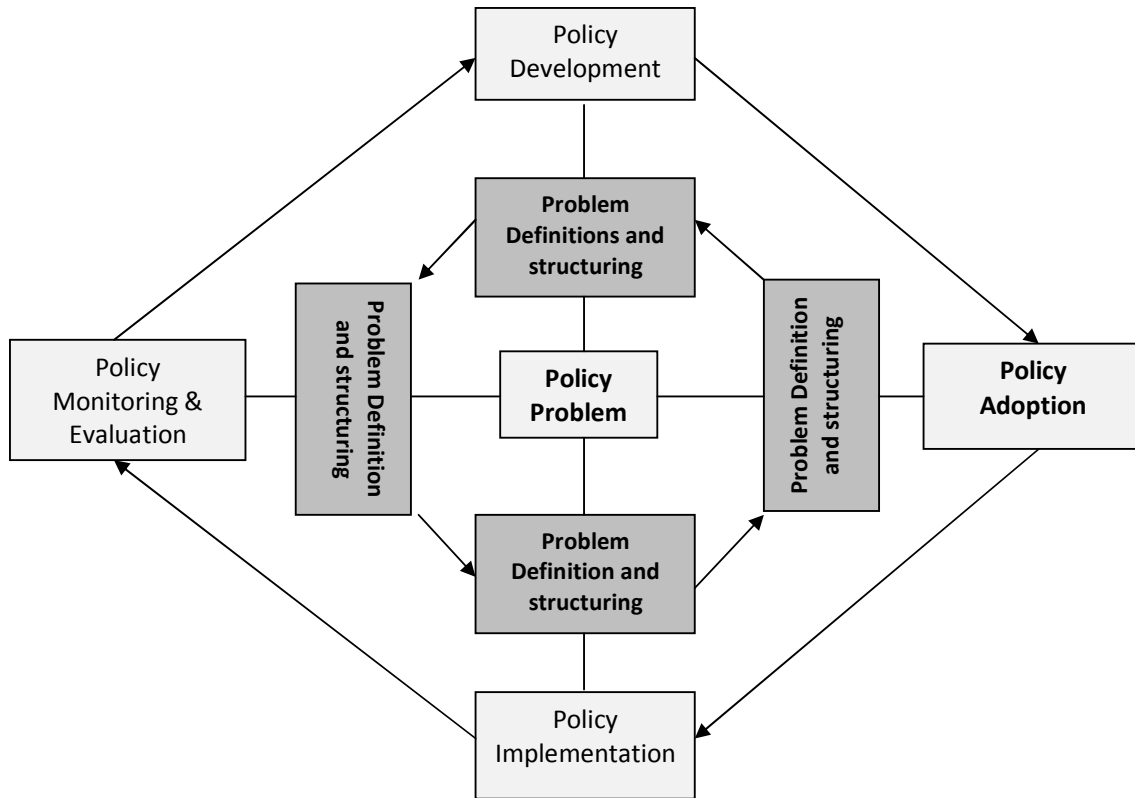 Policy
Development
Problem
Definitions and
structuring
Problem Definition
and structuring
Problem Definition
and structuring
Policy
Monitoring &
Evaluation
Policy
Problem
Policy
Adoption
Problem
Definition and
structuring
Policy
Implementation